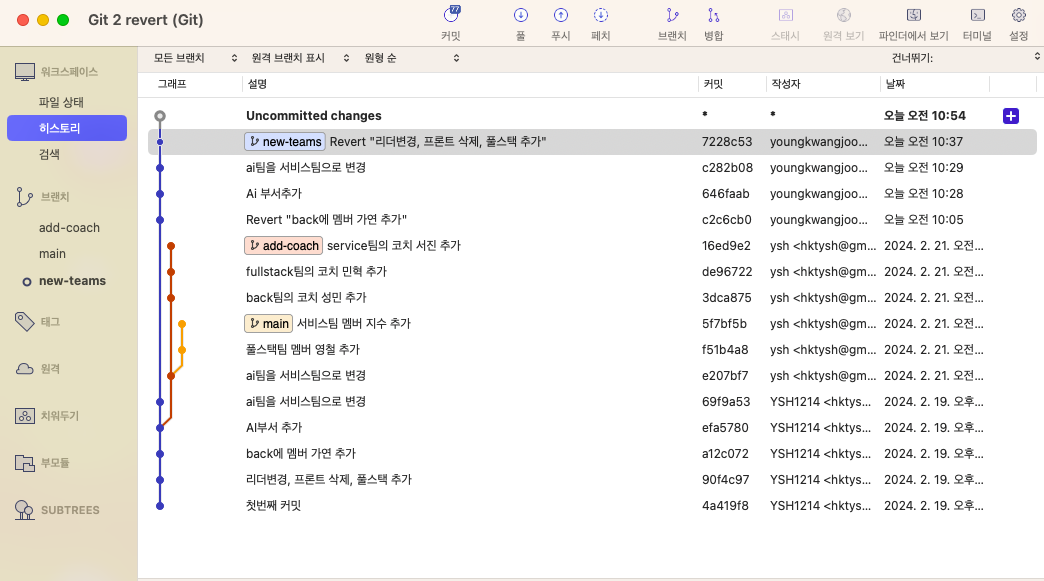 Git 2 revert (Git)
77
커밋 풀 푸시 페치 브랜치 병합 스태시 원격 보기 파인더에서 보기 터미널 설정
모든 브랜치 원격 브랜치 표시 원형 순 건너뛰기:
그래프 설명 커밋 작성자 날짜
워크스페이스
파일 상태
히스토리
검색
브랜치
add-coach
main
new-teams
태그
원격
치워두기
부모듈
SUBTREES
Uncommitted changes * * 오늘 오전 10:54
new-teams Revert "리더변경, 프론트 삭제, 풀스택 추가" 7228c53 youngkwangjoo... 오늘 오전 10:37
ai팀을 서비스팀으로 변경 c282b08 youngkwangjoo... 오늘 오전 10:29
Ai 부서추가 646faab youngkwangjoo... 오늘 오전 10:28
Revert "back에 멤버 가연 추가" c2c6cb0 youngkwangjoo... 오늘 오전 10:05
add-coach service팀의 코치 서진 추가 16ed9e2 ysh <hktysh@gm... 2024. 2. 21. 오전...
fullstack팀의 코치 민혁 추가 de96722 ysh <hktysh@gm... 2024. 2. 21. 오전...
back팀의 코치 성민 추가 3dca875 ysh <hktysh@gm... 2024. 2. 21. 오전...
main 서비스팀 멤버 지수 추가 5f7bf5b ysh <hktysh@gm... 2024. 2. 21. 오전...
풀스택팀 멤버 영철 추가 f51b4a8 ysh <hktysh@gm... 2024. 2. 21. 오전...
ai팀을 서비스팀으로 변경 e207bf7 ysh <hktysh@gm... 2024. 2. 21. 오전...
ai팀을 서비스팀으로 변경 69f9a53 YSH1214 <hktys... 2024. 2. 19. 오후...
AI부서 추가 efa5780 YSH1214 <hktys... 2024. 2. 19. 오후...
back에 멤버 가연 추가 a12c072 YSH1214 <hktys... 2024. 2. 19. 오후...
리더변경, 프론트 삭제, 풀스택 추가 90f4c97 YSH1214 <hktys... 2024. 2. 19. 오후...
첫번째 커밋 4a419f8 YSH1214 <hktys... 2024. 2. 19. 오후...